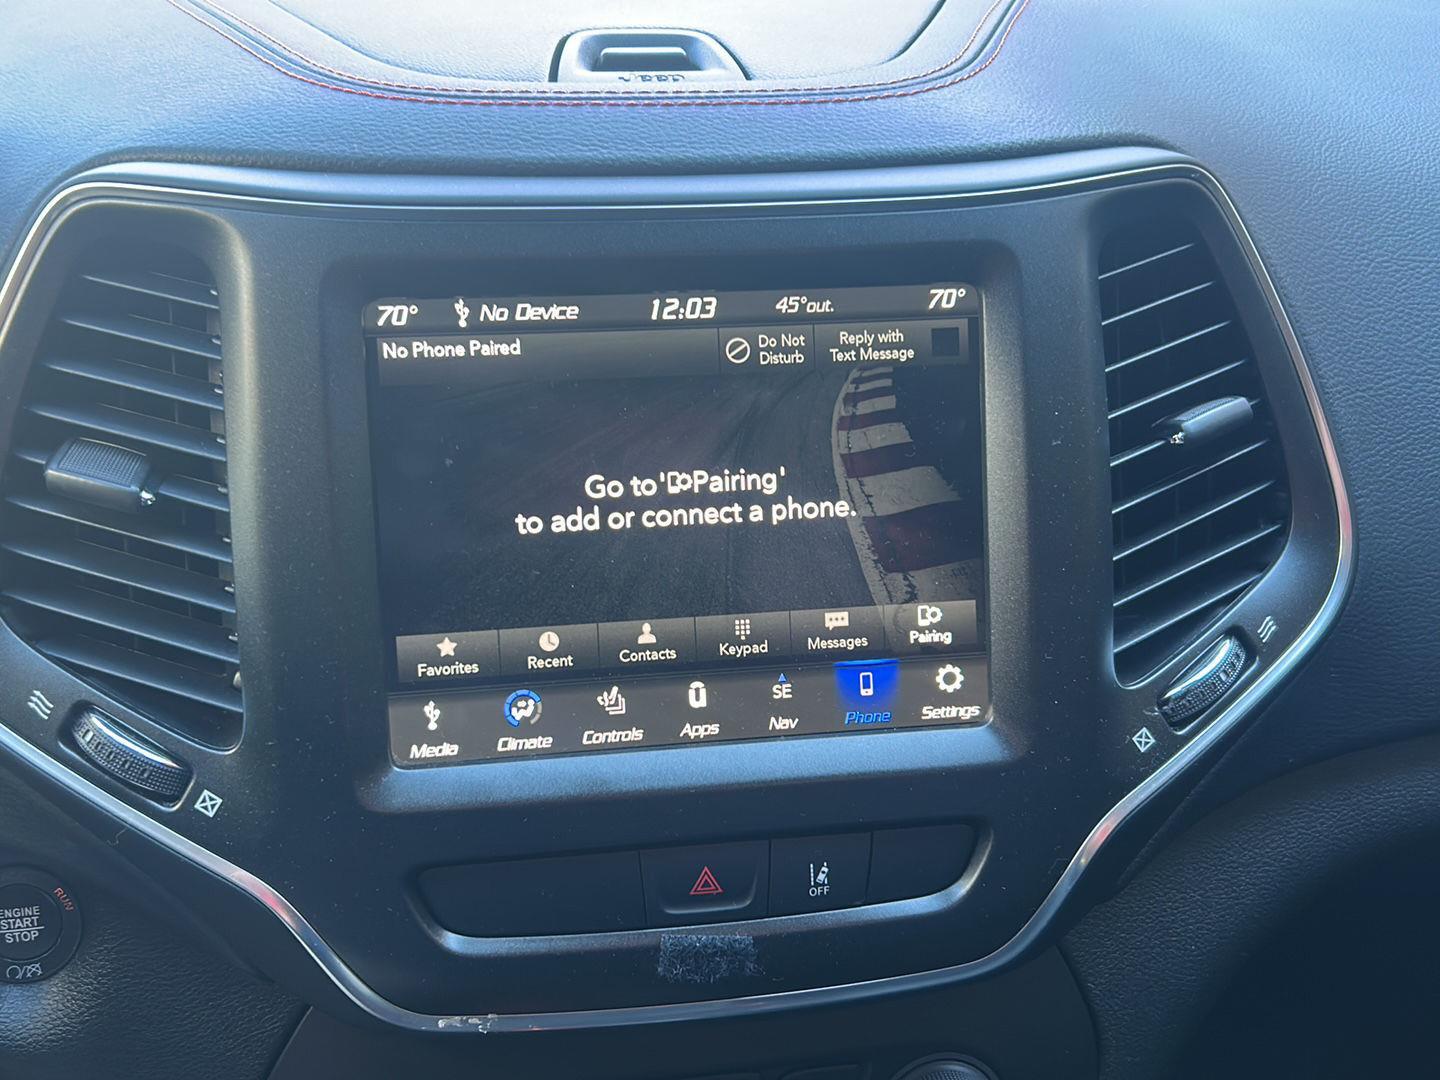 Jeep
70° No Device 12:03 45°out. 70°
No Phone Paired
Do Not
Disturb
Reply with
Text Message
Go to 'Pairing'
to add or connect a phone.
Favorites Recent Contacts Keypad Messages Pairing
SE
Media Climate Controls Apps Nav Phone Settings
OFF
RUN
ENGINE
START
STOP